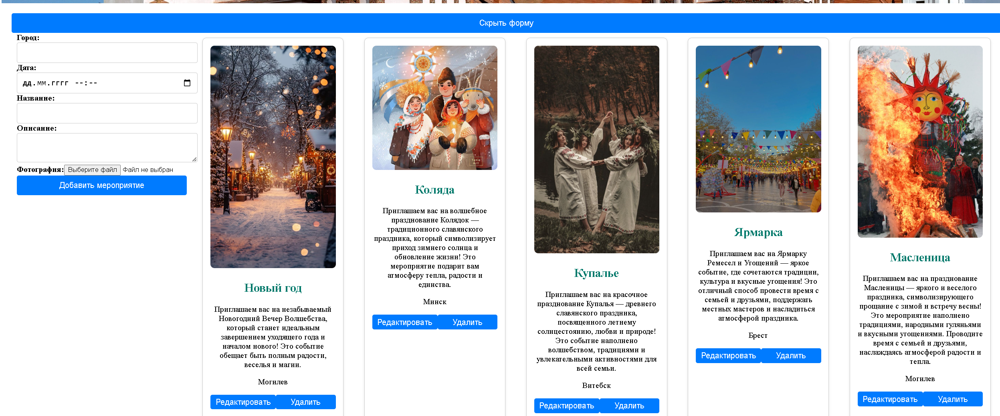 Скрыть форму
Город:
Дата:
дд.мм.гггг --:--
Название:
Описание:
Фотография: Выберите файл Файл не выбран
Добавить мероприятие
Новый год
Приглашаем вас на незабываемый
Новогодний Вечер Волшебства,
который станет идеальным
завершением уходящего года и
началом нового! Это событие
обещает быть полным радости,
веселья и магии.
Могилев
Редактировать Удалить
Tanie
Art
Коляда
Приглашаем вас на волшебное
празднование Колядок —
традиционного славянского
праздника, который символизирует
приход зимнего солнца и
обновление жизни! Это
мероприятие подарит вам
атмосферу тепла, радости и
единства.
Минск
Редактировать Удалить
Купалье
Приглашаем вас на красочное
празднование Купалья — древнего
славянского праздника,
посвященного летнему
солнцестоянию, любви и природе!
Это событие наполнено
волшебством, традициями и
увлекательными активностями для
всей семьи.
Витебск
Редактировать Удалить
Ярмарка
Приглашаем вас на Ярмарку
Ремесел и Угощений — яркое
событие, где сочетаются традиции,
культура и вкусные угощения! Это
отличный способ провести время с
семьей и друзьями, поддержать
местных мастеров и насладиться
атмосферой праздника.
Брест
Редактировать Удалить
Масленица
Приглашаем вас на празднование
Масленицы — яркого и веселого
праздника, символизирующего
прощание с зимой и встречу весны!
Это мероприятие наполнено
традициями, народными гуляньями
и вкусными угощениями. Проводите
время с семьей и друзьями,
наслаждаясь атмосферой радости и
тепла.
Могилев
Редактировать Удалить